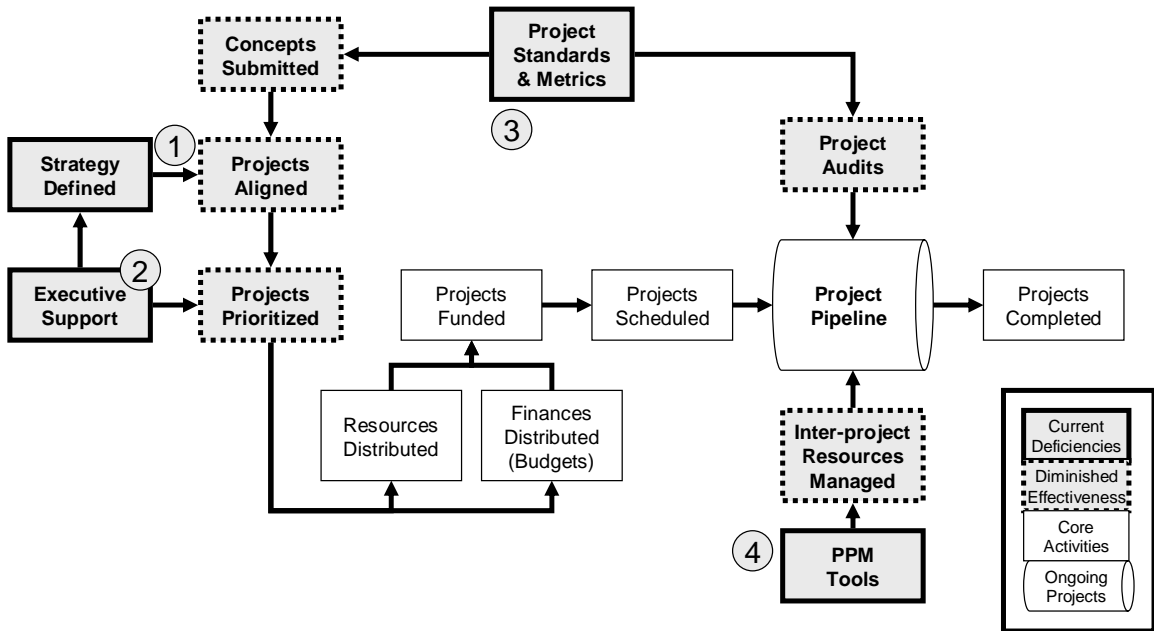 Concepts
Submitted
Project
Standards
& Metrics
3
1
Strategy
Defined
Projects
Aligned
Project
Audits
2
Executive
Support
Projects
Prioritized
Projects
Funded
Projects
Scheduled
Project
Pipeline
Projects
Completed
Resources
Distributed
Finances
Distributed
(Budgets)
Inter-project
Resources
Managed
4
PPM
Tools
Current
Deficiencies
Diminished
Effectiveness
Core
Activities
Ongoing
Projects